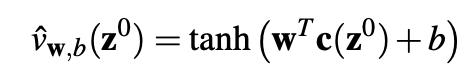 v̂_{w,b}(z⁰) = tanh (wᵀc(z⁰) + b)